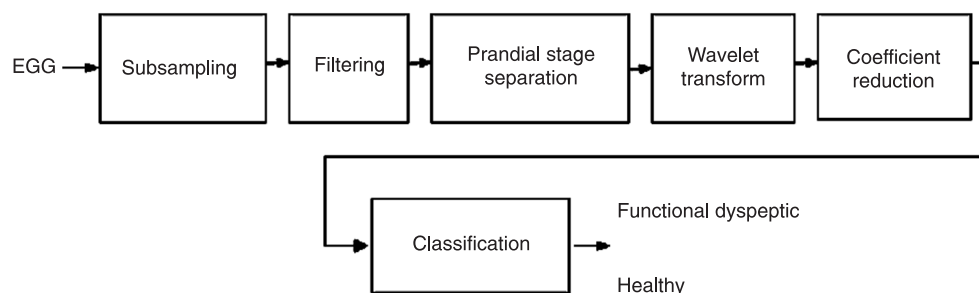 EGG
Subsampling
Filtering
Prandial stage
separation
Wavelet
transform
Coefficient
reduction
Classification
Functional dyspeptic
Healthy